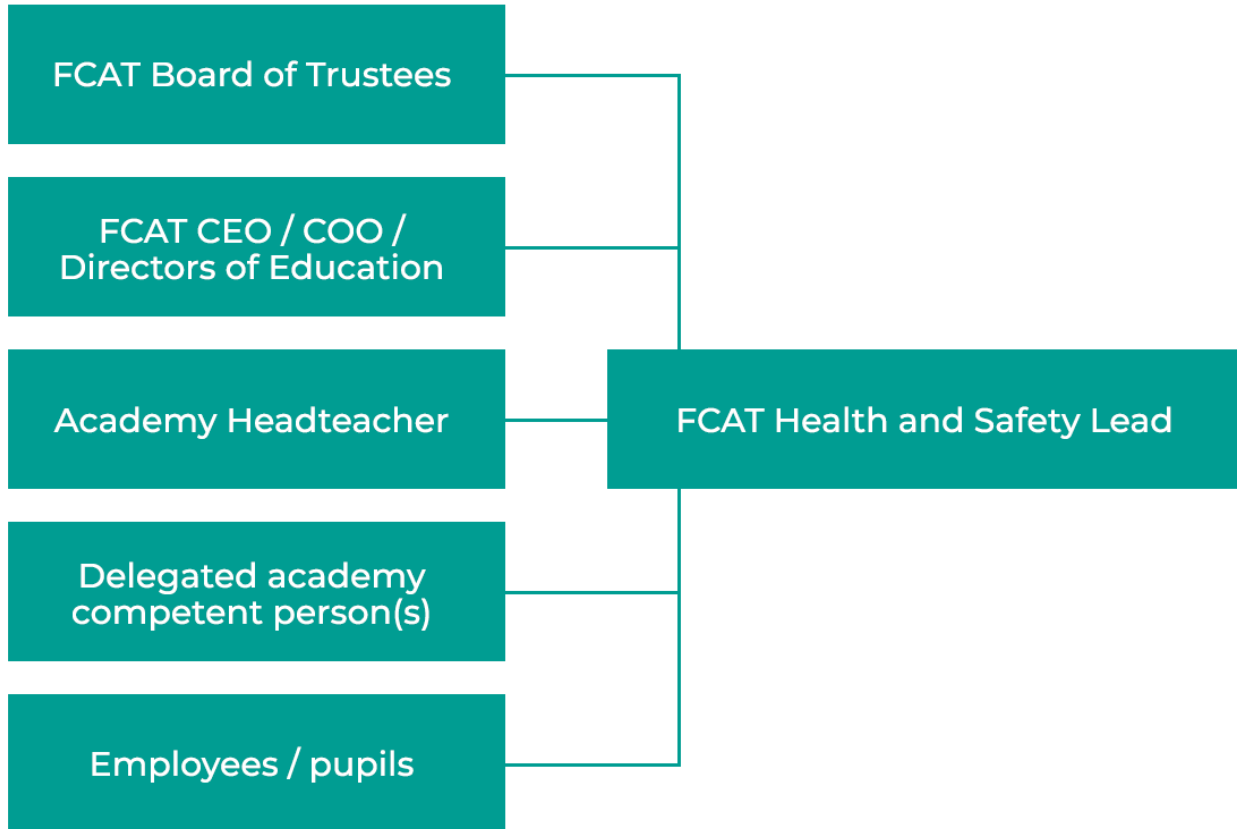 FCAT Board of Trustees
FCAT CEO / COO /
Directors of Education
Academy Headteacher
FCAT Health and Safety Lead
Delegated academy
competent person(s)
Employees / pupils